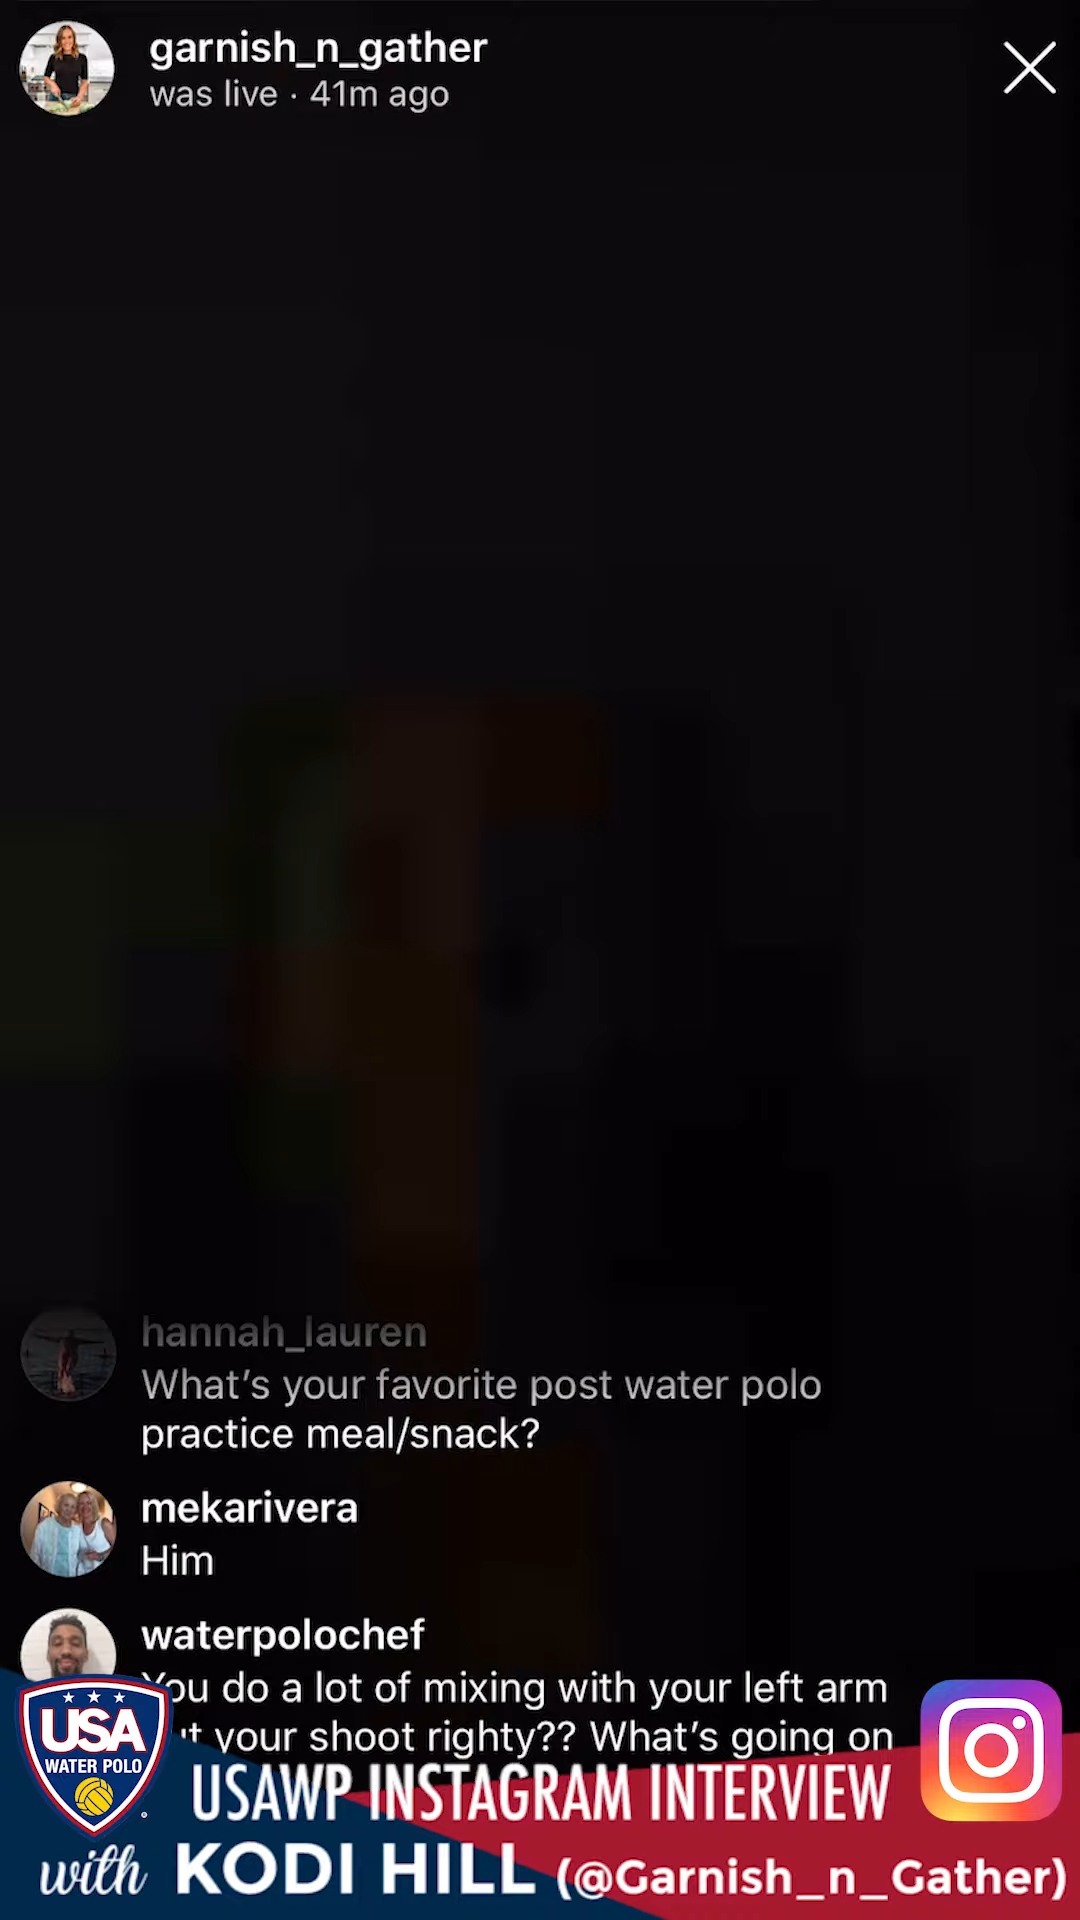 garnish_n_gather
was live · 41m ago
hannah_lauren
What's your favorite post water polo
practice meal/snack?
mekarivera
Him
waterpolochef
You do a lot of mixing with your left arm
your shoot righty?? What's going on
USA
WATER POLO
USAWP INSTAGRAM INTERVIEW
with KODI HILL (@Garnish_n_Gather)